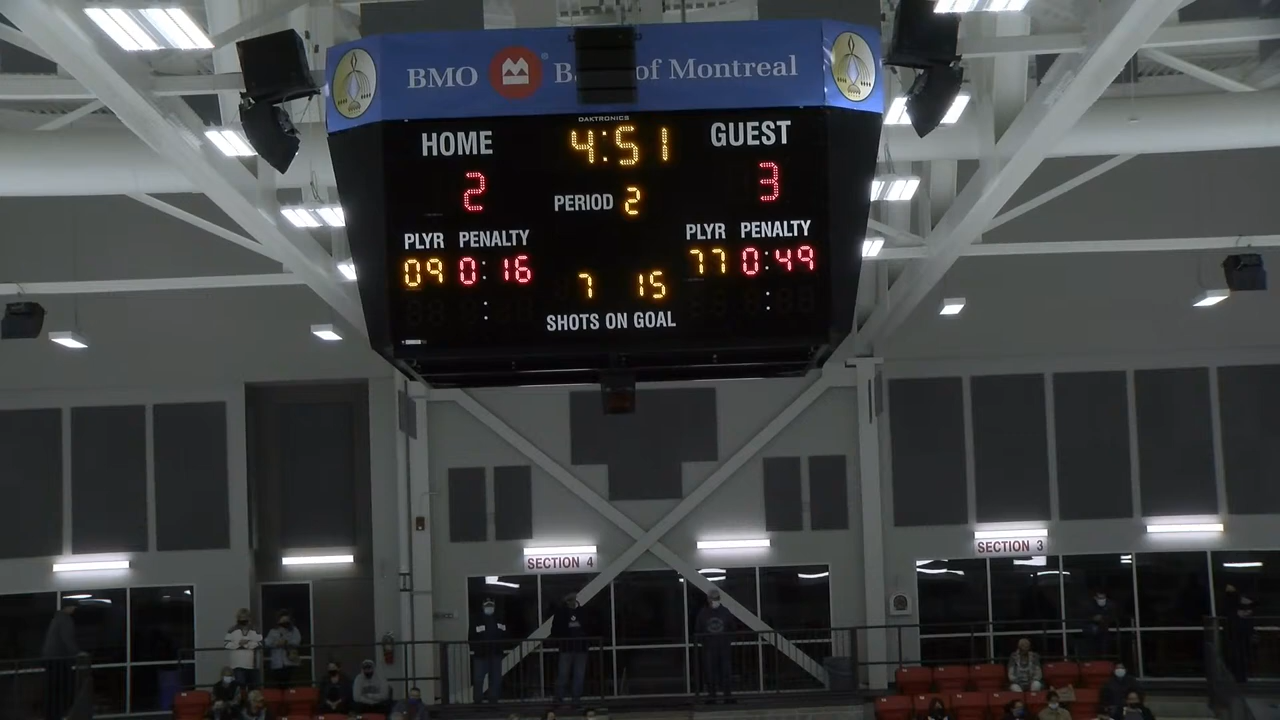 BMO ® B of Montreal
DAKTRONICS
HOME 4:51 GUEST
2 3
PERIOD 2
PLYR PENALTY PLYR PENALTY
09 0:16 77 0:49
7 15
SHOTS ON GOAL
SECTION 4
SECTION 3